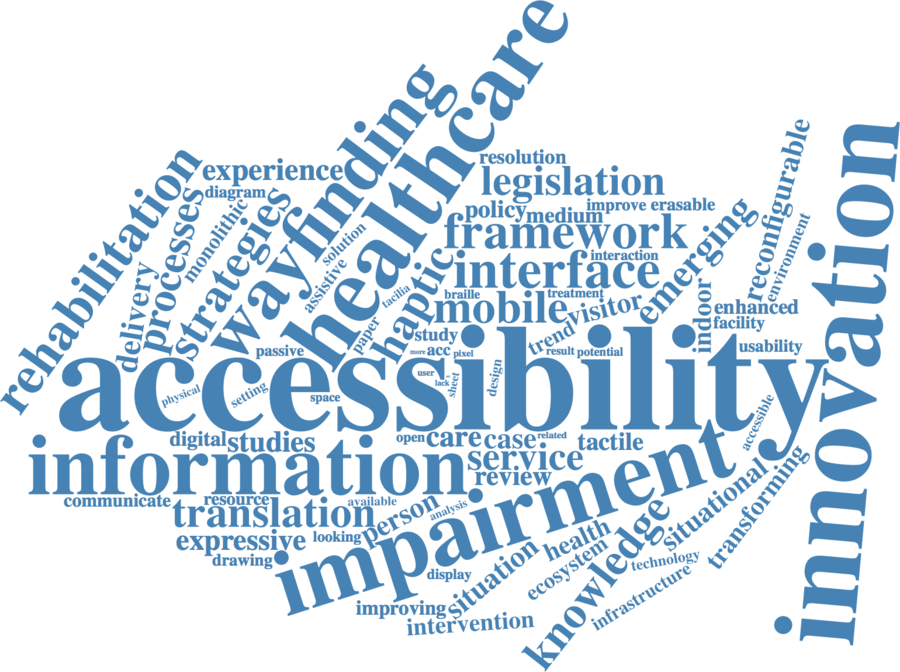 healthcare
wayfinding
rehabilitation
experience
resolution
legislation
reconfigurable
innovation
diagram
processes
monolithic
strategies
policy
medium
improve
erasable
framework
emerging
environment
solution
assistive
delivery
interaction
interface
haptic
tacilia
braille
treatment
mobile
visitor
indoor
enhanced
facility
paper
study
trend
usability
passive
more
acc
pixel
result
potential
accessibility
user
lack
sheet
design
physical
setting
space
accessible
digital
studies
open
care
case
related
tactile
information
service
review
impairment
situational
transforming
communicate
resource
available
translation
person
analysis
expressive
looking
drawing
health
knowledge
technology
display
situation
ecosystem
infrastructure
improving
intervention